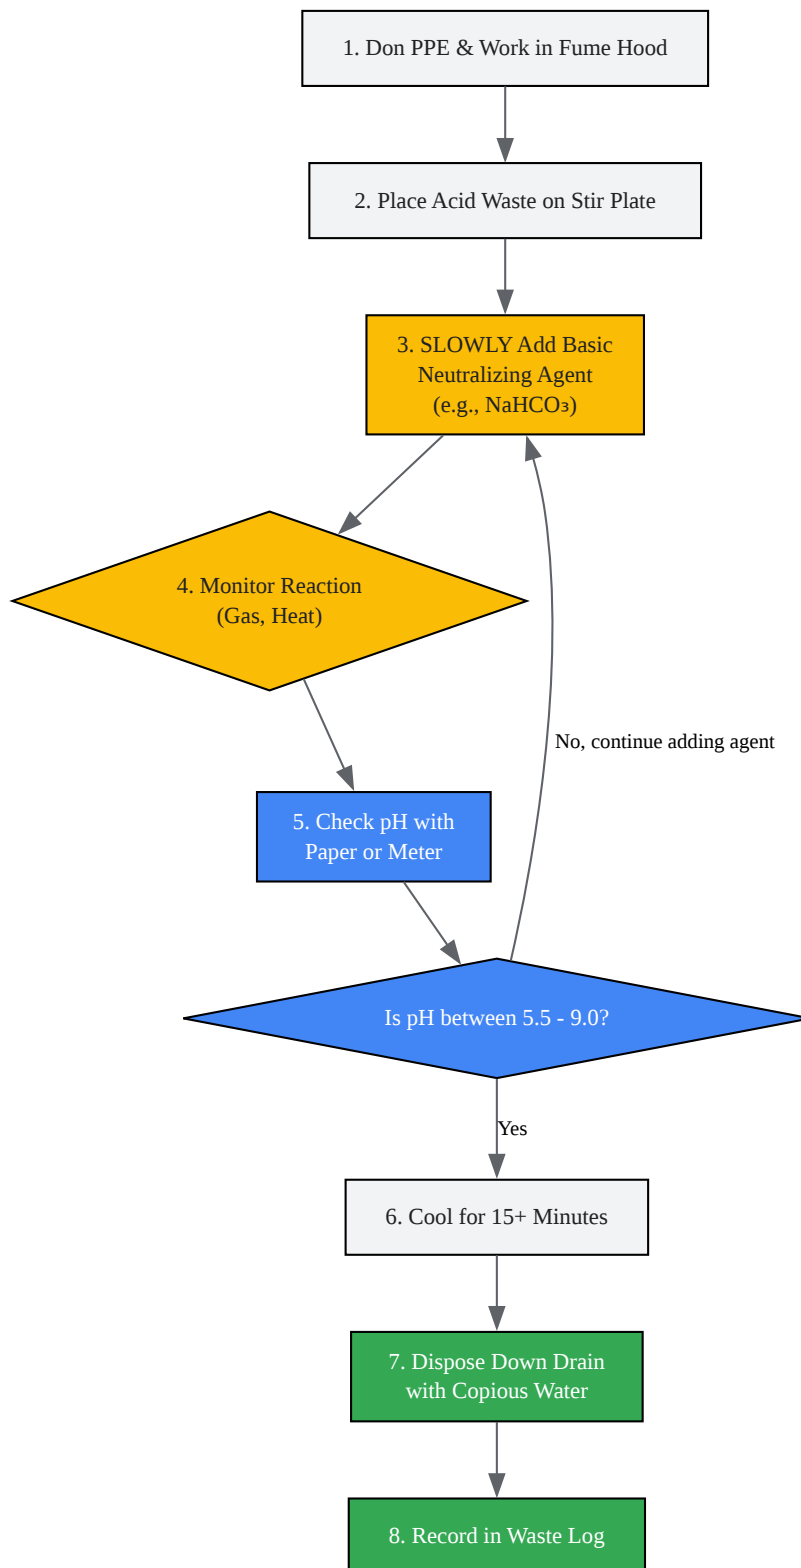 1. Don PPE & Work in Fume Hood
2. Place Acid Waste on Stir Plate
3. SLOWLY Add Basic
Neutralizing Agent
(e.g., NaHCO₃)
4. Monitor Reaction
(Gas, Heat)
No, continue adding agent
5. Check pH with
Paper or Meter
Is pH between 5.5 - 9.0?
Yes
6. Cool for 15+ Minutes
7. Dispose Down Drain
with Copious Water
8. Record in Waste Log